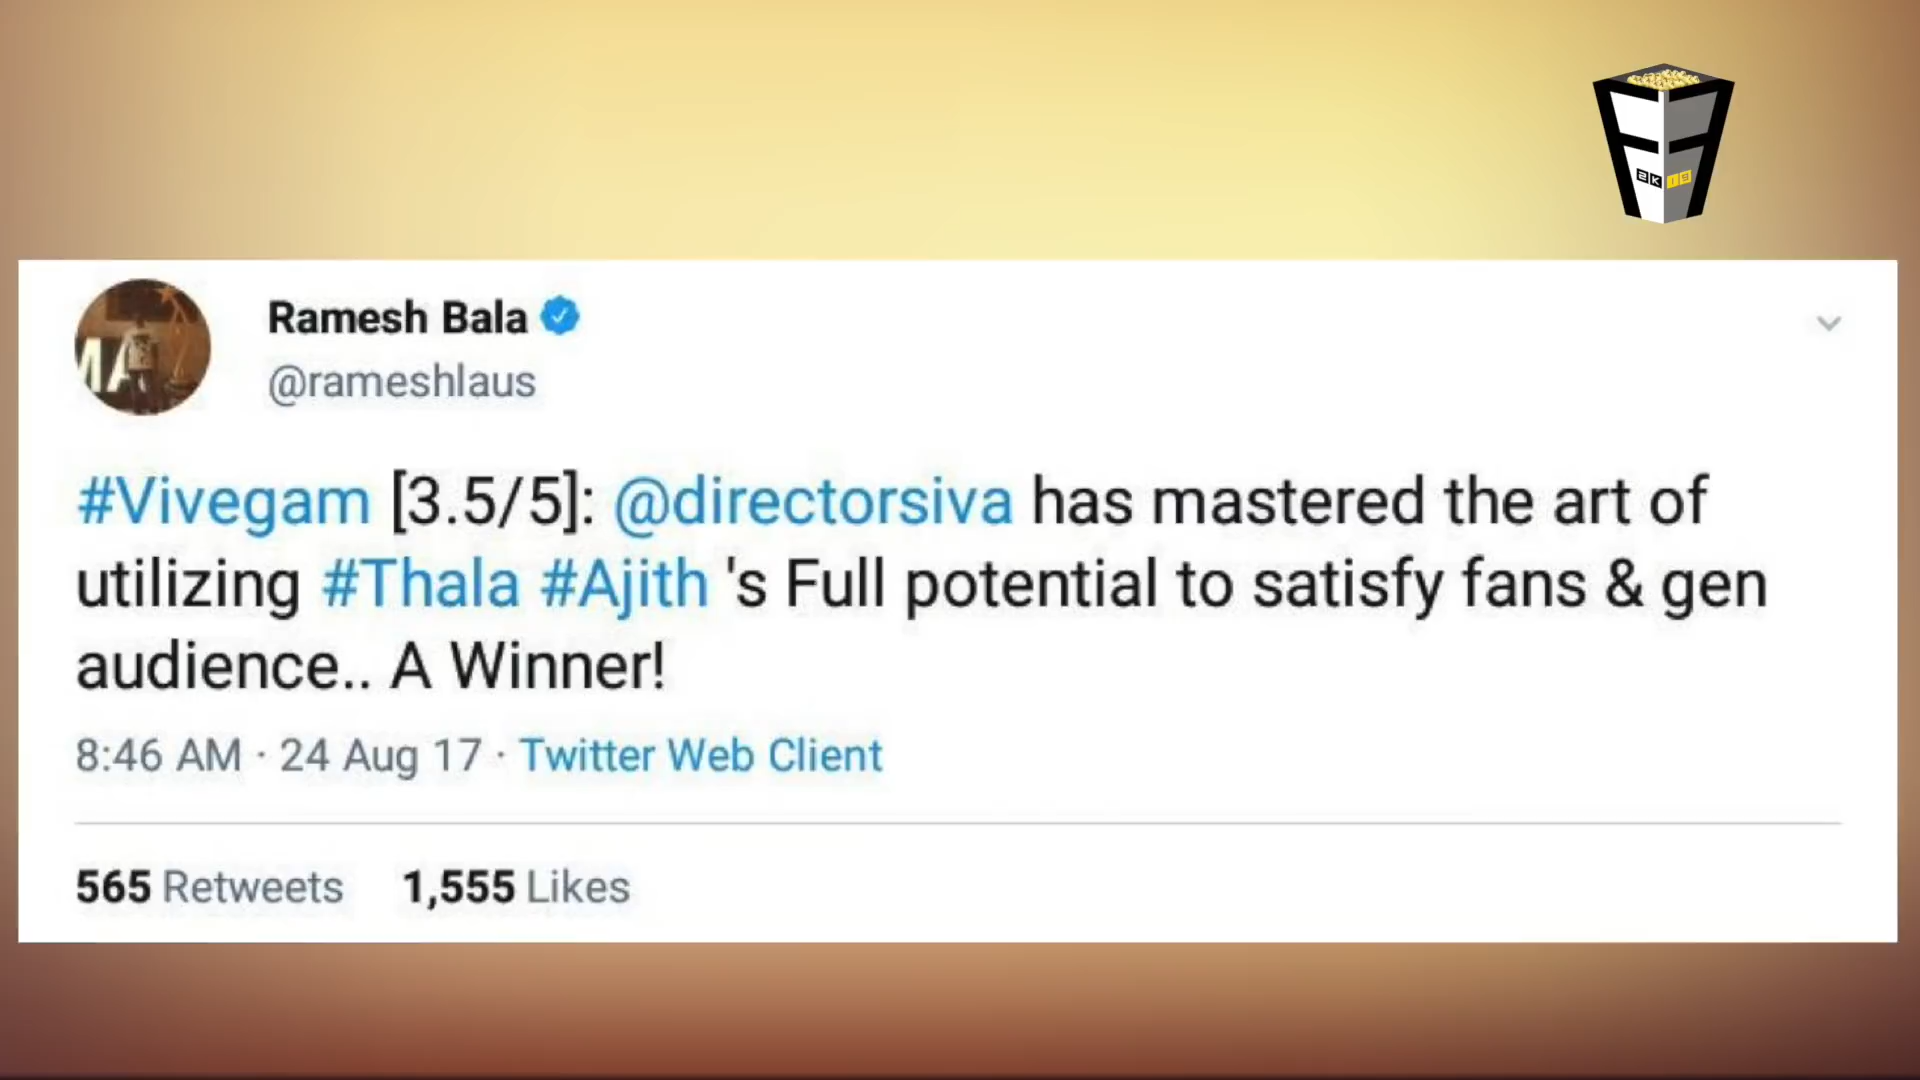 2K19
Ramesh Bala
@rameshlaus
MA
#Vivegam [3.5/5]: @directorsiva has mastered the art of
utilizing #Thala #Ajith 's Full potential to satisfy fans & gen
audience.. A Winner!
8:46 AM · 24 Aug 17 · Twitter Web Client
565 Retweets 1,555 Likes